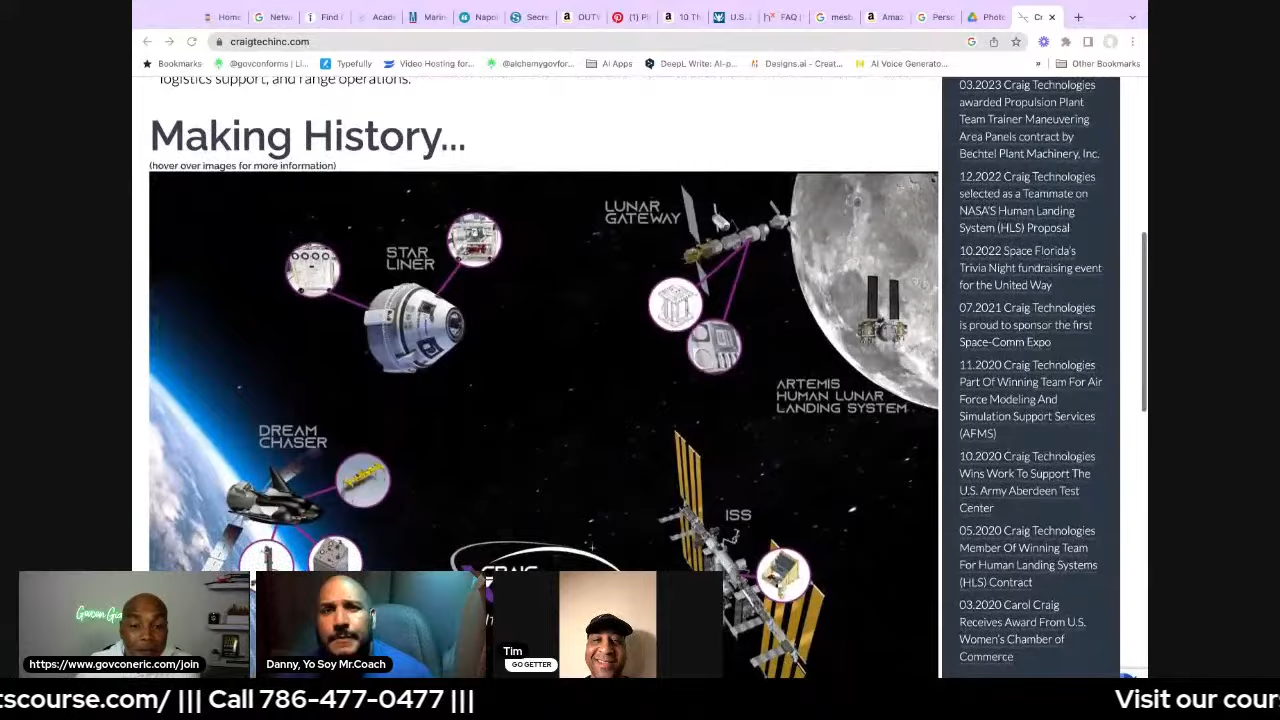 Home
Netw
Find
Acade
Marin
Napo
Secre
OUTV
(1) Pi
10 Th
U.S.
FAQ
mesb
Amaz
Perso
Photo
Cr
craigtechinc.com
Bookmarks
@govconforms | Li...
Typefully
Video Hosting for...
@alchemygovfor...
AI Apps
DeepL Write: AI-p...
Designs.ai - Creat...
AI Voice Generato...
»
Other Bookmarks
logistics support, and range operations.
Making History...
(hover over images for more information)
STAR
LINER
LUNAR
GATEWAY
ARTEMIS
HUMAN LUNAR
LANDING SYSTEM
DREAM
CHASER
ISS
CRAIG
03.2023 Craig Technologies
awarded Propulsion Plant
Team Trainer Maneuvering
Area Panels contract by
Bechtel Plant Machinery, Inc.
12.2022 Craig Technologies
selected as a Teammate on
NASA'S Human Landing
System (HLS) Proposal
10.2022 Space Florida's
Trivia Night fundraising event
for the United Way
07.2021 Craig Technologies
is proud to sponsor the first
Space-Comm Expo
11.2020 Craig Technologies
Part Of Winning Team For Air
Force Modeling And
Simulation Support Services
(AFMS)
10.2020 Craig Technologies
Wins Work To Support The
U.S. Army Aberdeen Test
Center
05.2020 Craig Technologies
Member Of Winning Team
For Human Landing Systems
(HLS) Contract
03.2020 Carol Craig
Receives Award From U.S.
Women's Chamber of
Commerce
https://www.govconeric.com/join
Danny, Yo Soy Mr.Coach
Tim
GO GETTER
tscourse.com/ ||| Call 786-477-0477 |||
Visit our cour